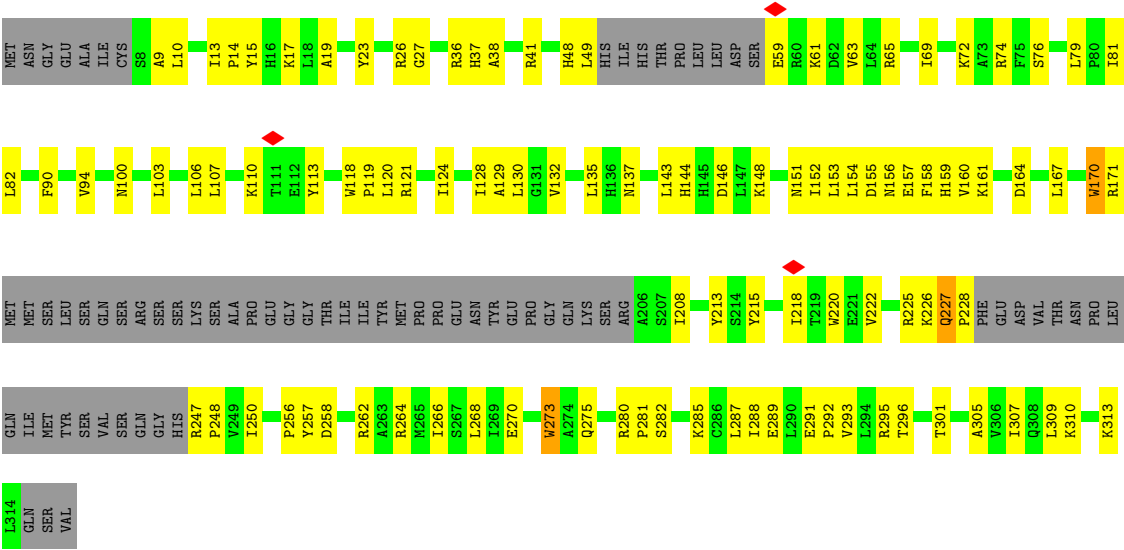 MET ASN GLY GLU ALA ILE CYS S8 A9 L10 I13 P14 Y15 H16 K17 L18 A19 Y23 R26 G27 R36 H37 A38 R41 H48 L49 HIS ILE HIS THR PRO LEU LEU ASP SER E59 R60 K61 D62 V63 L64 R65 I69 K72 A73 R74 F75 S76 L79 P80 I81
L82 F90 V94 N100 L103 L106 L107 K110 T111 E112 Y113 W118 P119 L120 R121 I124 I128 A129 L130 G131 V132 L135 H136 N137 L143 H144 H145 D146 L147 K148 N151 I152 L153 L154 D155 N156 E157 F158 H159 V160 K161 D164 L167 W170 R171
MET MET SER LEU SER GLN SER ARG SER SER LYS SER ALA PRO GLU GLY GLY THR ILE ILE TYR MET PRO PRO GLU ASN TYR GLU PRO GLY GLN LYS SER ARG A206 S207 I208 Y213 S214 Y215 I218 T219 W220 E221 V222 R225 K226 Q227 P228 PHE GLU ASP VAL THR ASN PRO LEU
GLN ILE MET TYR SER VAL SER GLN GLY HIS R247 P248 V249 I250 P256 Y257 D258 R262 A263 R264 M265 I266 S267 L268 I269 E270 W273 A274 Q275 R280 P281 S282 K285 C286 L287 I288 E289 L290 E291 P292 V293 L294 R295 T296 T301 A305 V306 I307 Q308 L309 K310 K313
L314 GLN SER VAL